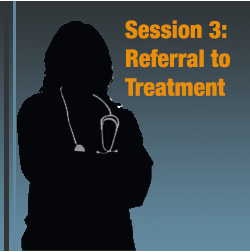 Session 3:
Referral to
Treatment